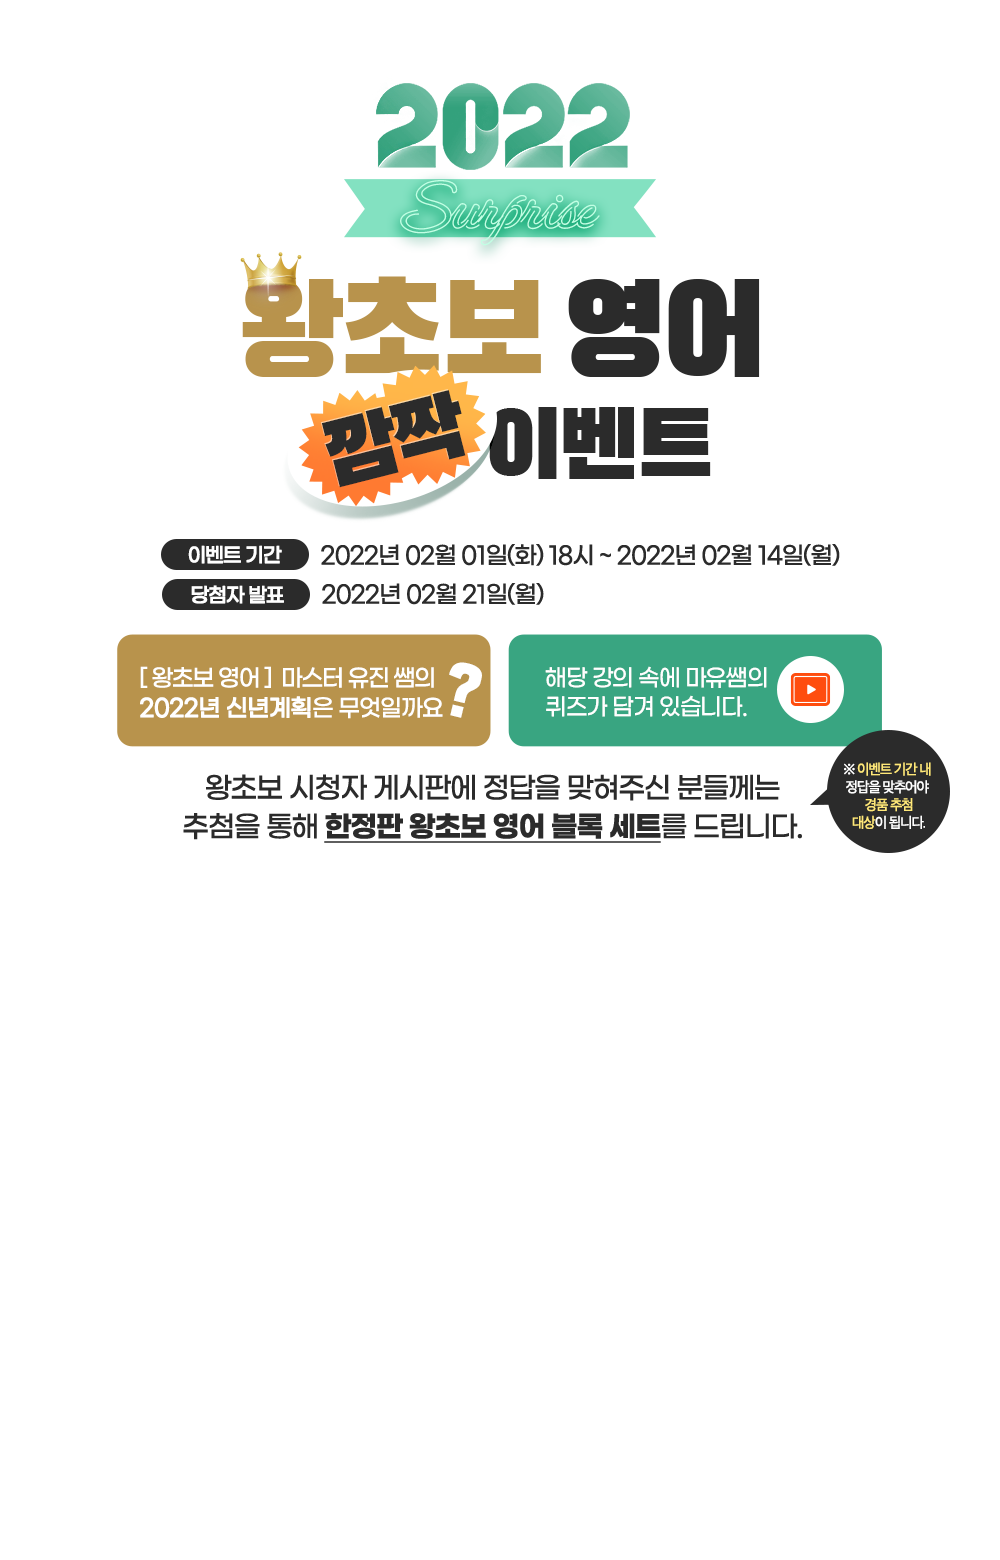 2022
Surprise
왕초보 영어
깜짝 이벤트
이벤트 기간 2022년 02월 01일(화) 18시 ~ 2022년 02월 14일(월)
당첨자 발표 2022년 02월 21일(월)
[ 왕초보 영어 ] 마스터 유진 쌤의
2022년 신년계획은 무엇일까요 ?
해당 강의 속에 마유쌤의
퀴즈가 담겨 있습니다.
왕초보 시청자 게시판에 정답을 맞혀주신 분들께는
추첨을 통해 한정판 왕초보 영어 블록 세트를 드립니다.
※ 이벤트 기간 내
정답을 맞추어야
경품 추첨
대상이 됩니다.